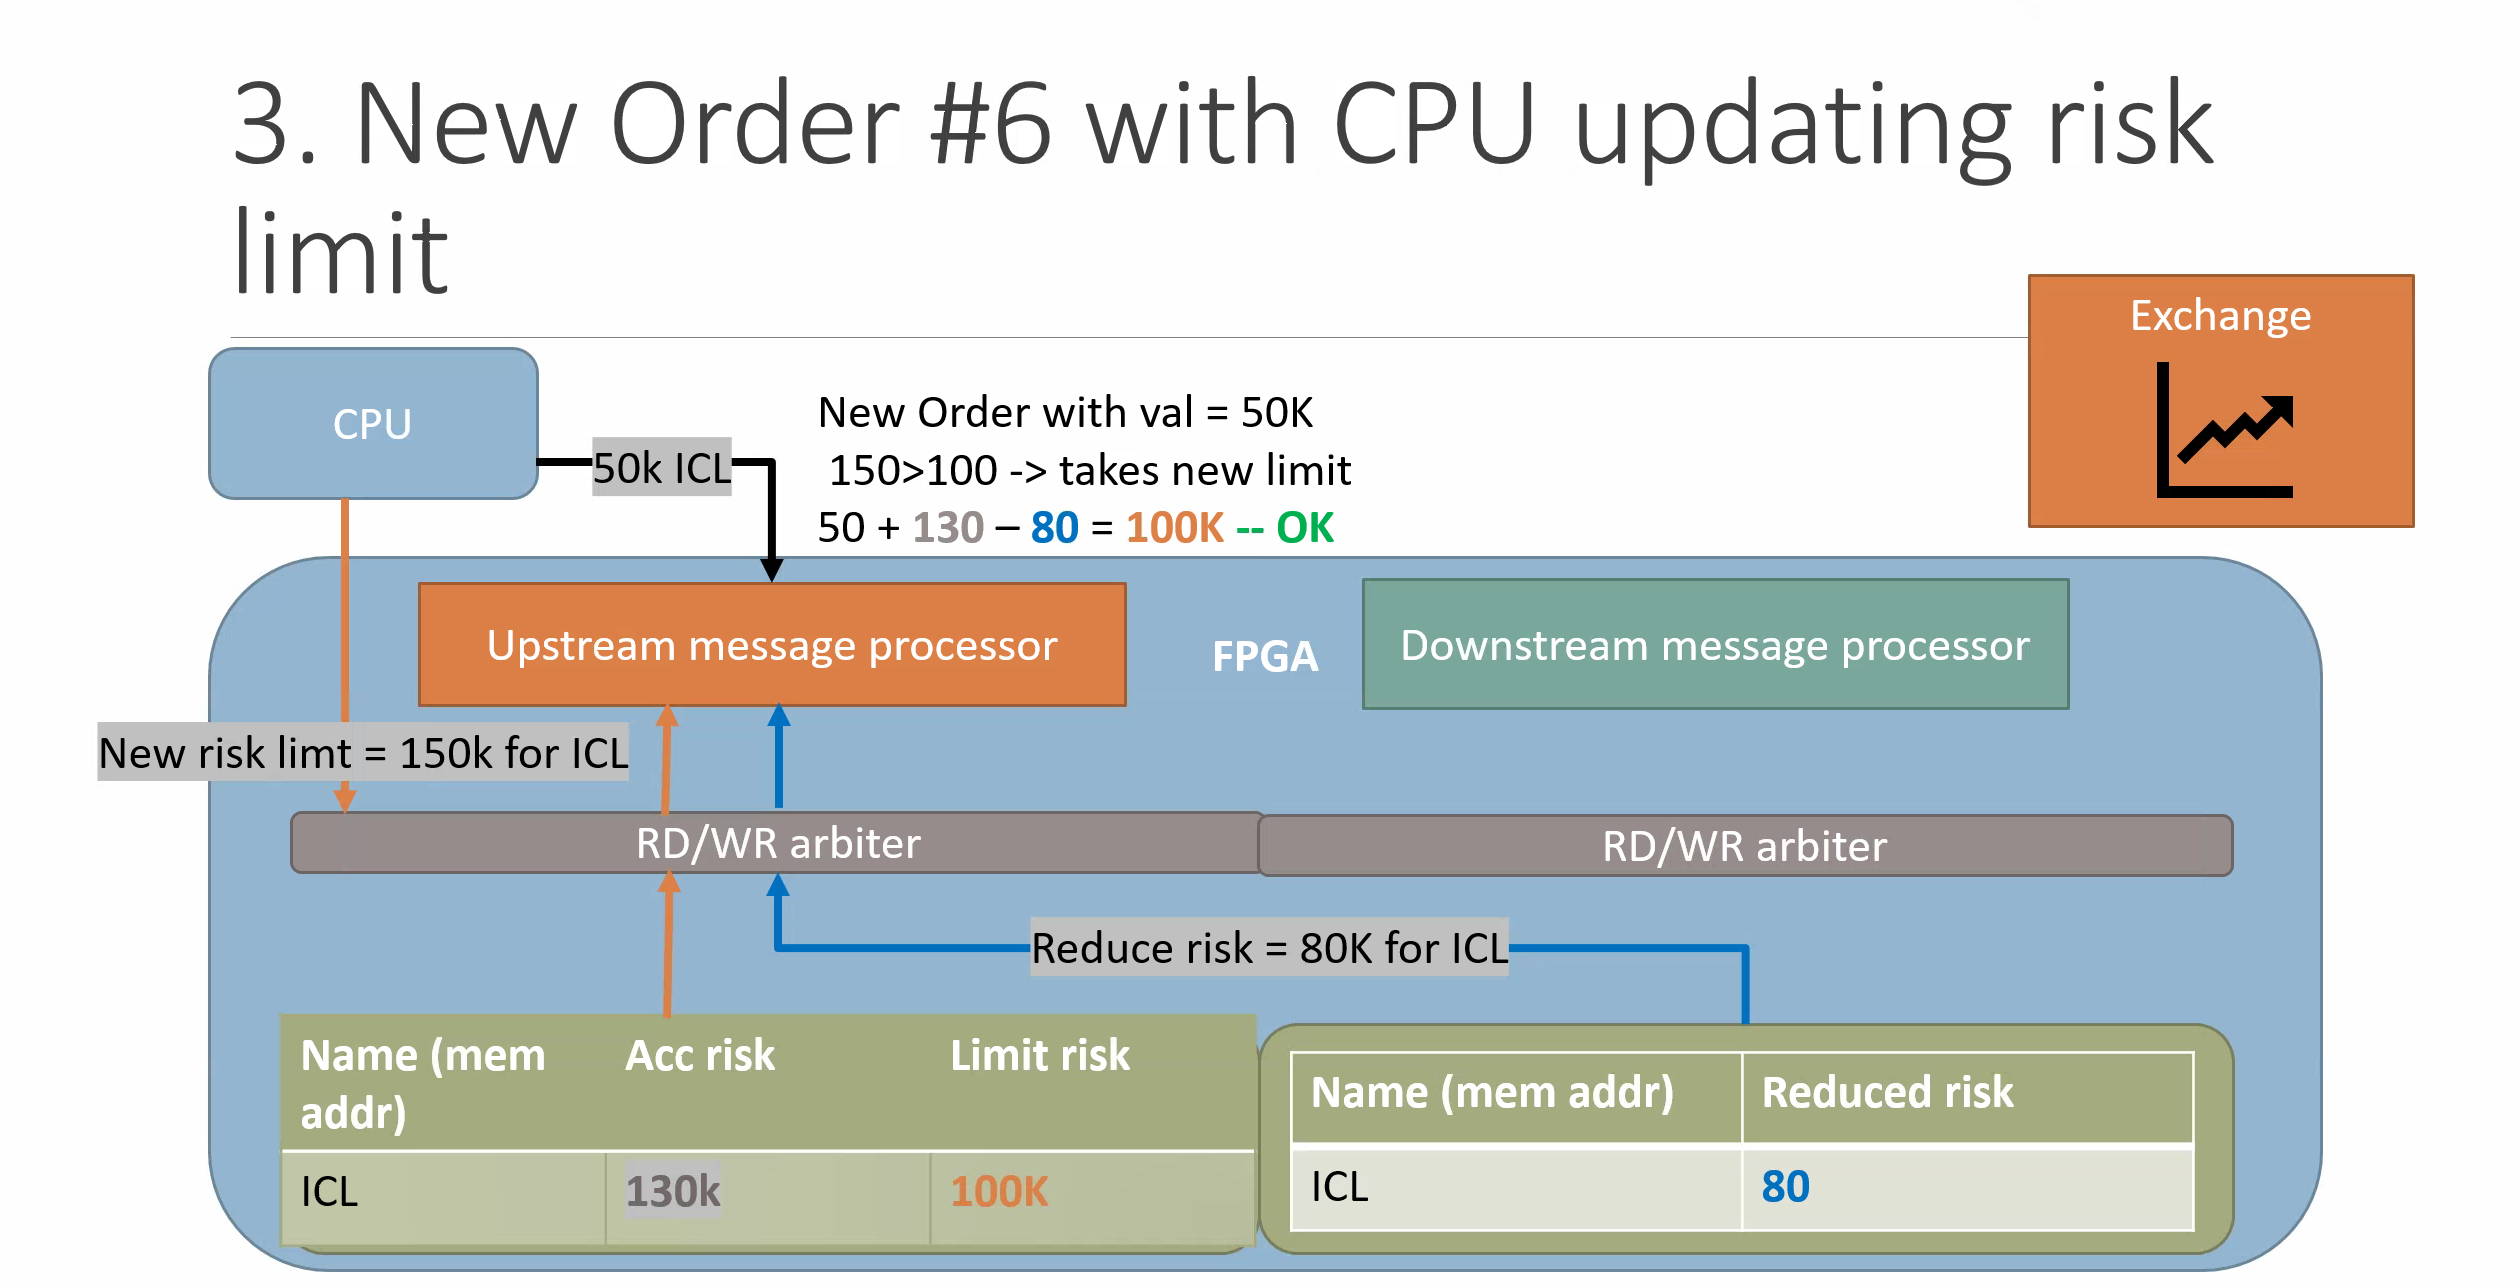 3. New Order #6 with CPU updating risk
limit
Exchange
CPU
50k ICL
New Order with val = 50K
150>100 -> takes new limit
50 + 130 – 80 = 100K -- OK
Upstream message processor
FPGA
Downstream message processor
New risk limt = 150k for ICL
RD/WR arbiter
RD/WR arbiter
Reduce risk = 80K for ICL
Name (mem
addr)
Acc risk
Limit risk
ICL
130k
100K
Name (mem addr)
Reduced risk
ICL
80